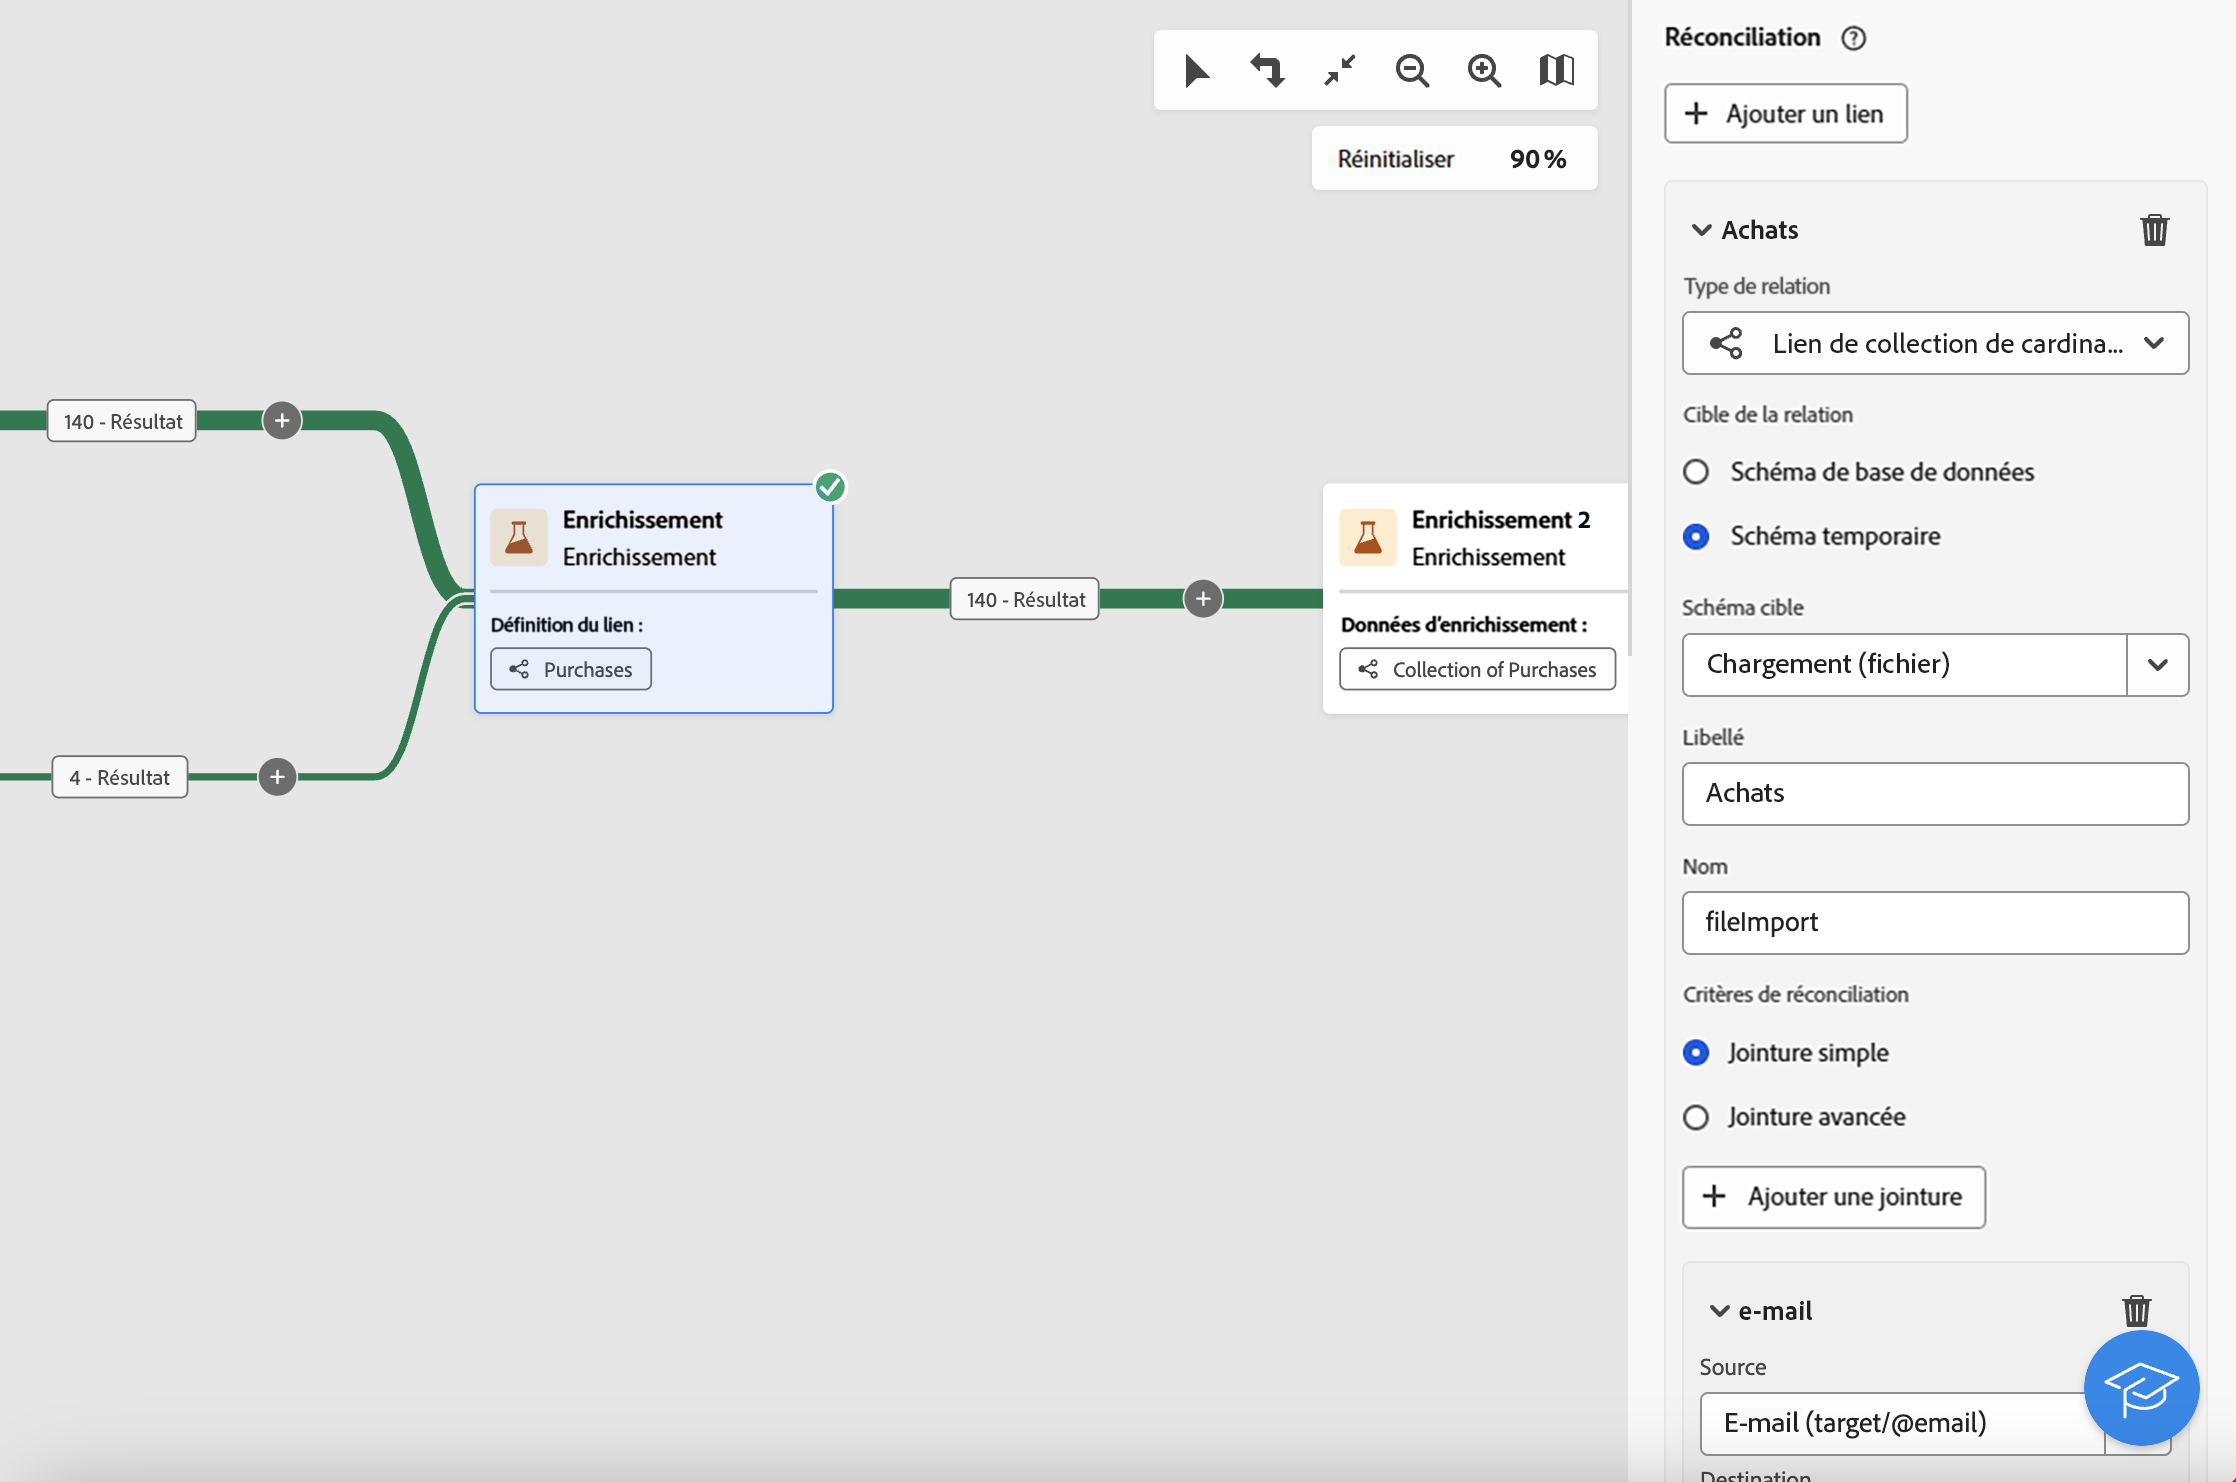 Réinitialiser 90 %
140 - Résultat
Enrichissement
Enrichissement
Définition du lien :
Purchases
4 - Résultat
140 - Résultat
Enrichissement 2
Enrichissement
Données d'enrichissement :
Collection of Purchases
Réconciliation
Ajouter un lien
Achats
Type de relation
Lien de collection de cardina...
Cible de la relation
Schéma de base de données
Schéma temporaire
Schéma cible
Chargement (fichier)
Libellé
Achats
Nom
fileImport
Critères de réconciliation
Jointure simple
Jointure avancée
Ajouter une jointure
e-mail
Source
E-mail (target/@email)
Destination